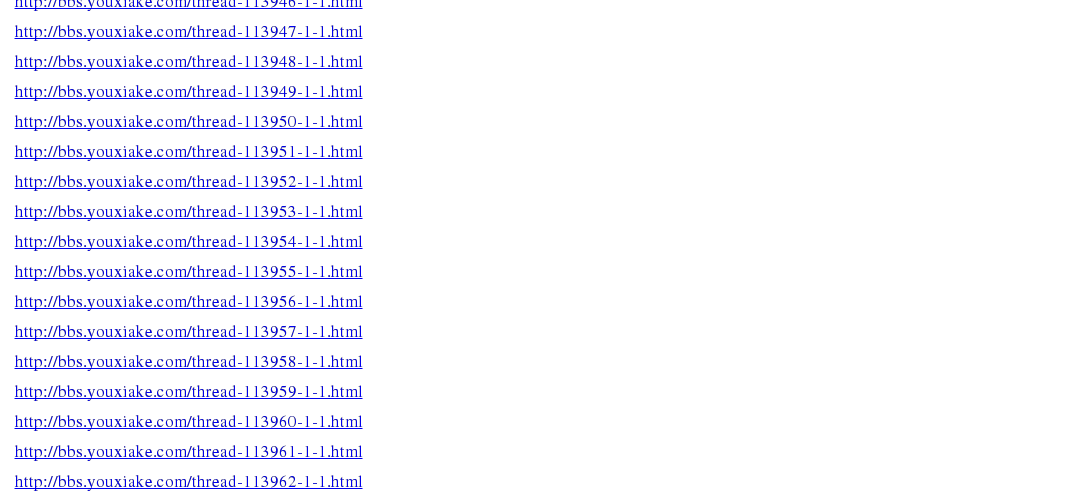 http://bbs.youxiake.com/thread-113946-1-1.html
http://bbs.youxiake.com/thread-113947-1-1.html
http://bbs.youxiake.com/thread-113948-1-1.html
http://bbs.youxiake.com/thread-113949-1-1.html
http://bbs.youxiake.com/thread-113950-1-1.html
http://bbs.youxiake.com/thread-113951-1-1.html
http://bbs.youxiake.com/thread-113952-1-1.html
http://bbs.youxiake.com/thread-113953-1-1.html
http://bbs.youxiake.com/thread-113954-1-1.html
http://bbs.youxiake.com/thread-113955-1-1.html
http://bbs.youxiake.com/thread-113956-1-1.html
http://bbs.youxiake.com/thread-113957-1-1.html
http://bbs.youxiake.com/thread-113958-1-1.html
http://bbs.youxiake.com/thread-113959-1-1.html
http://bbs.youxiake.com/thread-113960-1-1.html
http://bbs.youxiake.com/thread-113961-1-1.html
http://bbs.youxiake.com/thread-113962-1-1.html